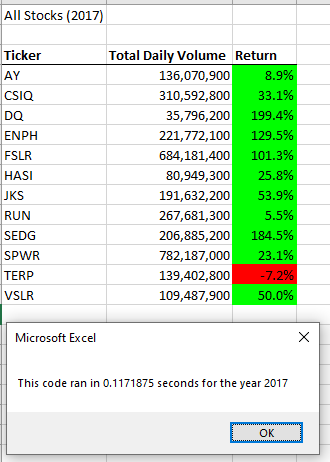 All Stocks (2017)
Ticker Total Daily Volume Return
AY 136,070,900 8.9%
CSIQ 310,592,800 33.1%
DQ 35,796,200 199.4%
ENPH 221,772,100 129.5%
FSLR 684,181,400 101.3%
HASI 80,949,300 25.8%
JKS 191,632,200 53.9%
RUN 267,681,300 5.5%
SEDG 206,885,200 184.5%
SPWR 782,187,000 23.1%
TERP 139,402,800 -7.2%
VSLR 109,487,900 50.0%
Microsoft Excel
This code ran in 0.1171875 seconds for the year 2017
OK